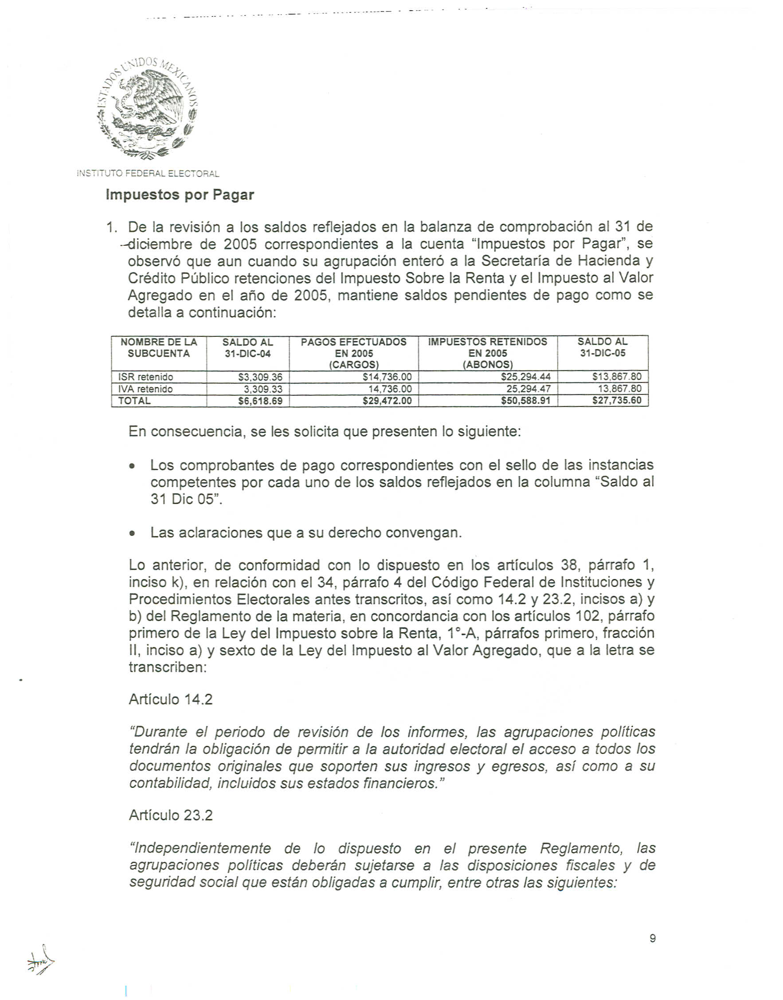 ESTADOS UNIDOS MEXICANOS
INSTITUTO FEDERAL ELECTORAL
Impuestos por Pagar
1. De la revisión a los saldos reflejados en la balanza de comprobación al 31 de
diciembre de 2005 correspondientes a la cuenta “Impuestos por Pagar”, se
observó que aun cuando su agrupación enteró a la Secretaría de Hacienda y
Crédito Público retenciones del Impuesto Sobre la Renta y el Impuesto al Valor
Agregado en el año de 2005, mantiene saldos pendientes de pago como se
detalla a continuación:
NOMBRE DE LA SALDO AL PAGOS EFECTUADOS IMPUESTOS RETENIDOS SALDO AL
SUBCUENTA 31-DIC-04 EN 2005 EN 2005 31-DIC-05
(CARGOS) (ABONOS)
ISR retenido $3,309.36 $14,736.00 $25,294.44 $13,867.80
IVA retenido 3,309.33 14,736.00 25,294.47 13,867.80
TOTAL $6,618.69 $29,472.00 $50,588.91 $27,735.60
En consecuencia, se les solicita que presenten lo siguiente:
• Los comprobantes de pago correspondientes con el sello de las instancias
competentes por cada uno de los saldos reflejados en la columna “Saldo al
31 Dic 05”.
• Las aclaraciones que a su derecho convengan.
Lo anterior, de conformidad con lo dispuesto en los artículos 38, párrafo 1,
inciso k), en relación con el 34, párrafo 4 del Código Federal de Instituciones y
Procedimientos Electorales antes transcritos, así como 14.2 y 23.2, incisos a) y
b) del Reglamento de la materia, en concordancia con los artículos 102, párrafo
primero de la Ley del Impuesto sobre la Renta, 1°-A, párrafos primero, fracción
II, inciso a) y sexto de la Ley del Impuesto al Valor Agregado, que a la letra se
transcriben:
Artículo 14.2
“Durante el periodo de revisión de los informes, las agrupaciones políticas
tendrán la obligación de permitir a la autoridad electoral el acceso a todos los
documentos originales que soporten sus ingresos y egresos, así como a su
contabilidad, incluidos sus estados financieros.”
Artículo 23.2
“Independientemente de lo dispuesto en el presente Reglamento, las
agrupaciones políticas deberán sujetarse a las disposiciones fiscales y de
seguridad social que están obligadas a cumplir, entre otras las siguientes:
9